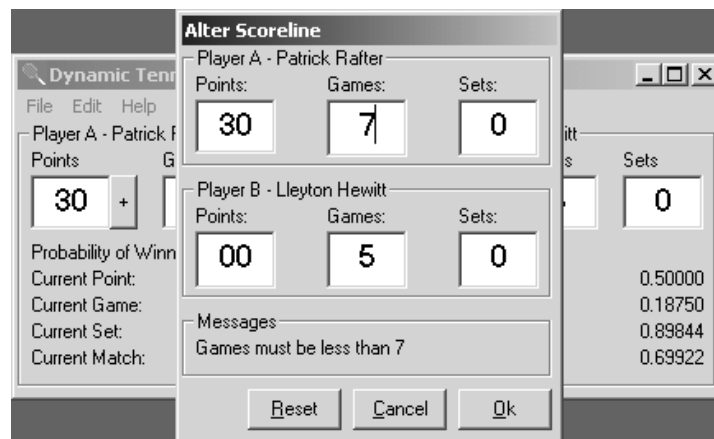 Alter Scoreline
Player A - Patrick Rafter
Points: Games: Sets:
30 7 0
Player B - Lleyton Hewitt
Points: Games: Sets:
00 5 0
Messages
Games must be less than 7
Reset Cancel Ok
Dynamic
File Edit Help
Player A - Patrick
Points Sets
30 + 0
Probability of
Current Point: 0.50000
Current Game: 0.18750
Current Set: 0.89844
Current Match: 0.69922